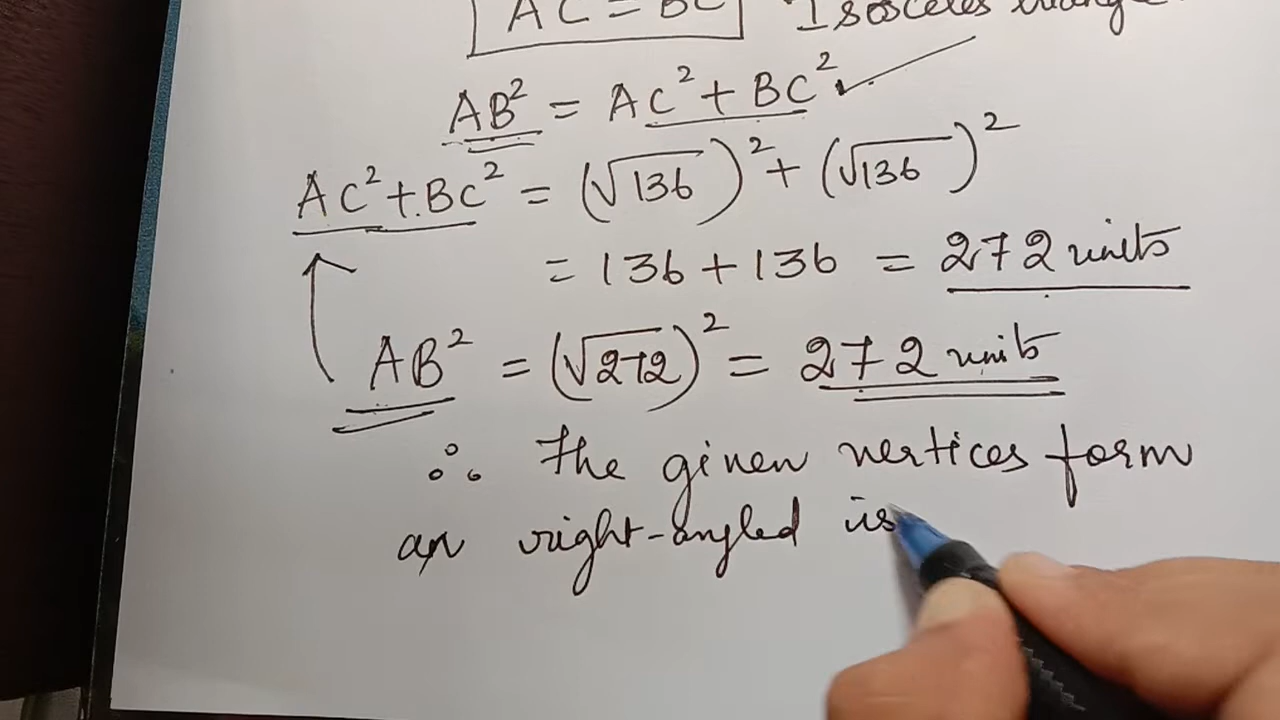 AC = BC Isosceles triangle
AB² = AC² + BC² ✓
AC² + BC² = (√136)² + (√136)²
= 136 + 136 = 272 units
AB² = (√272)² = 272 units
∴ The given vertices form
an right-angled is